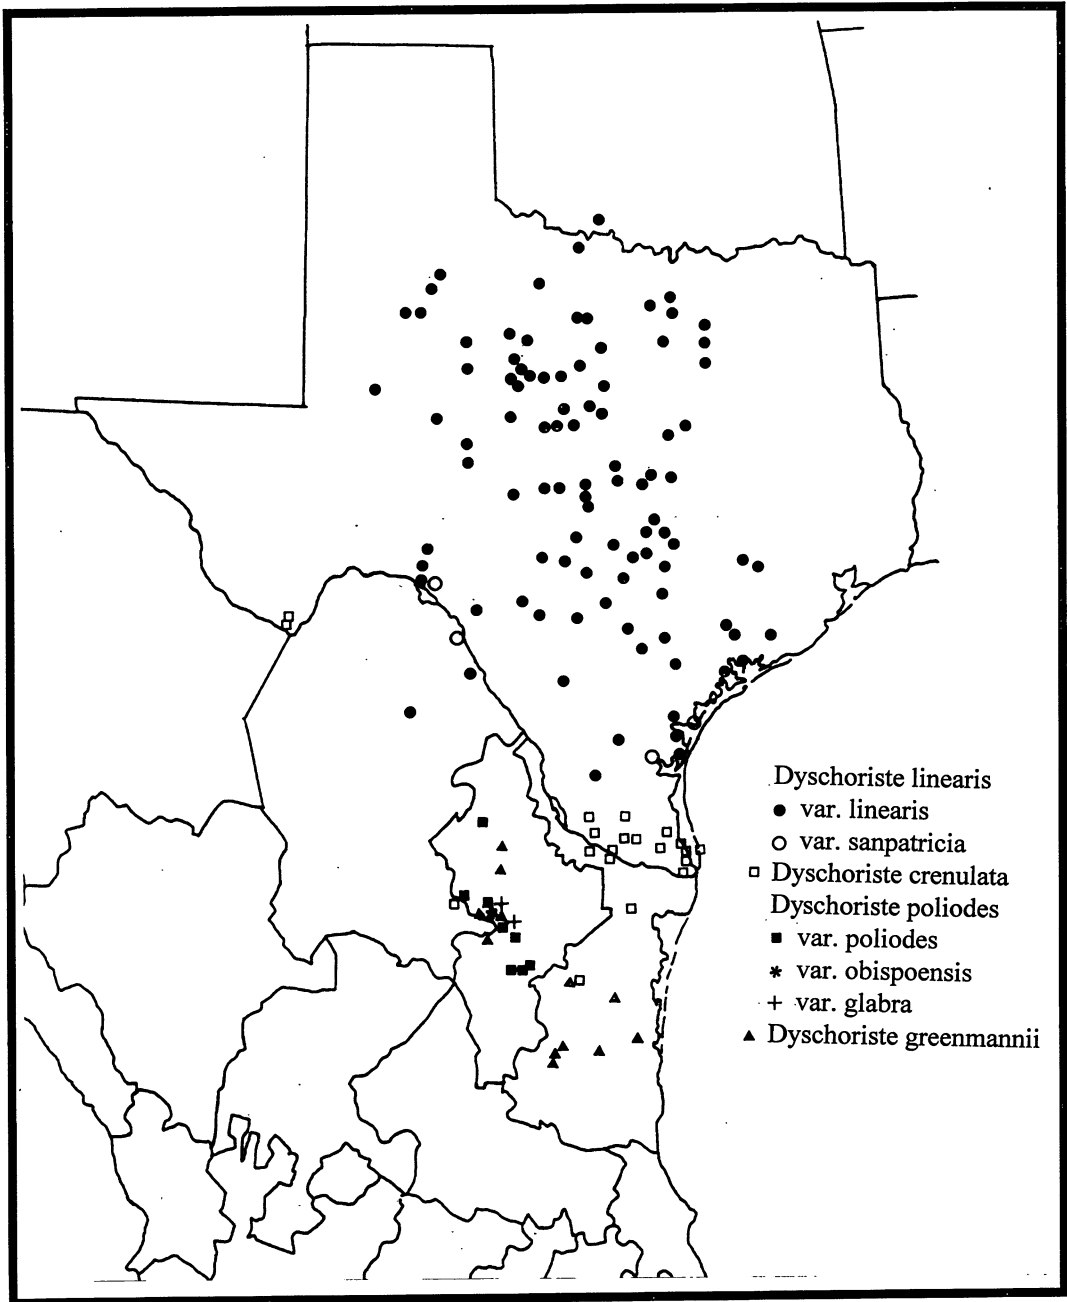 Dyschoriste linearis
var. linearis
var. sanpatricia
Dyschoriste crenulata
Dyschoriste poliodes
var. poliodes
var. obispoensis
var. glabra
Dyschoriste greenmannii